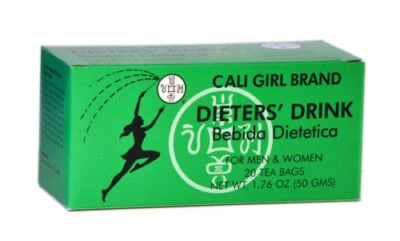 CALI GIRL BRAND
DIETERS' DRINK
Bebida Dietetica
FOR MEN & WOMEN
20 TEA BAGS
NET WT. 1.76 OZ (50 GMS)